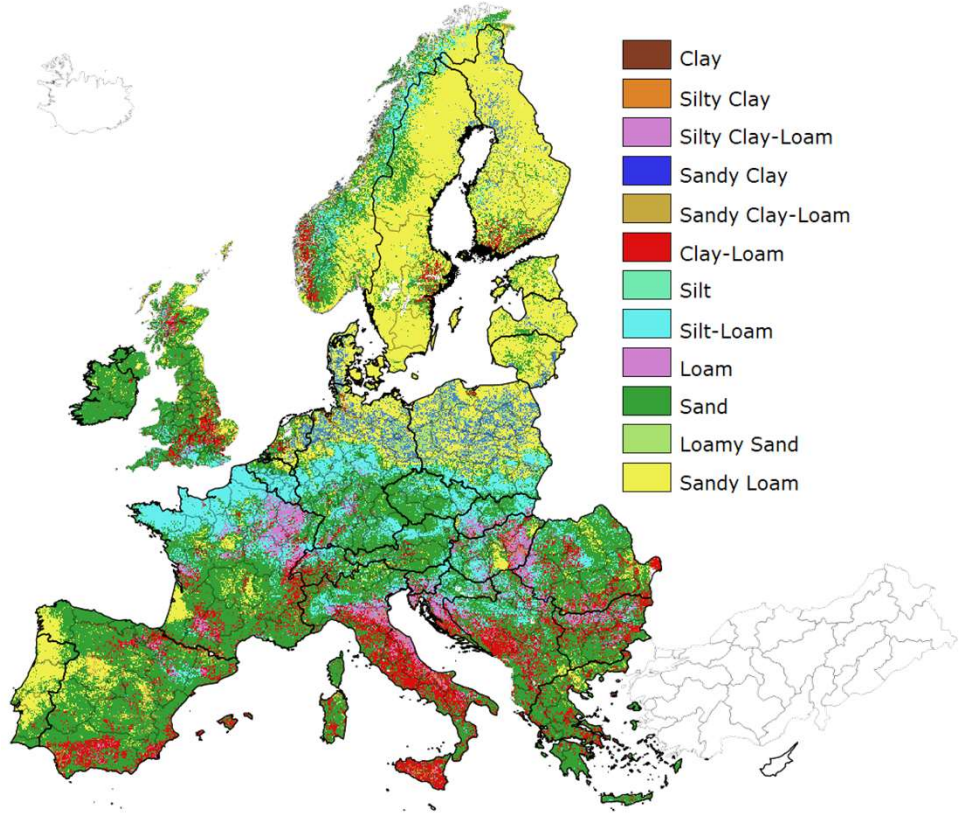 Clay
Silty Clay
Silty Clay-Loam
Sandy Clay
Sandy Clay-Loam
Clay-Loam
Silt
Silt-Loam
Loam
Sand
Loamy Sand
Sandy Loam